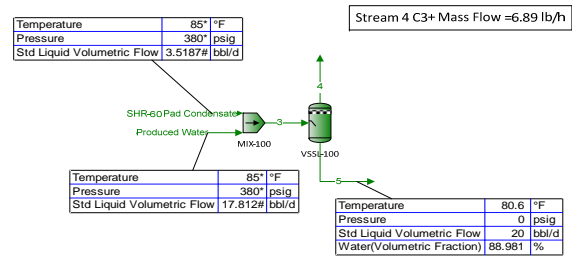 Stream 4 C3+ Mass Flow =6.89 lb/h
Temperature 85* °F
Pressure 380* psig
Std Liquid Volumetric Flow 3.5187# bbl/d
4
SHR-60 Pad Condensate
3
Produced Water
MIX-100
VSSL-100
5
Temperature 85* °F
Pressure 380* psig
Std Liquid Volumetric Flow 17.812# bbl/d
Temperature 80.6 °F
Pressure 0 psig
Std Liquid Volumetric Flow 20 bbl/d
Water(Volumetric Fraction) 88.981 %